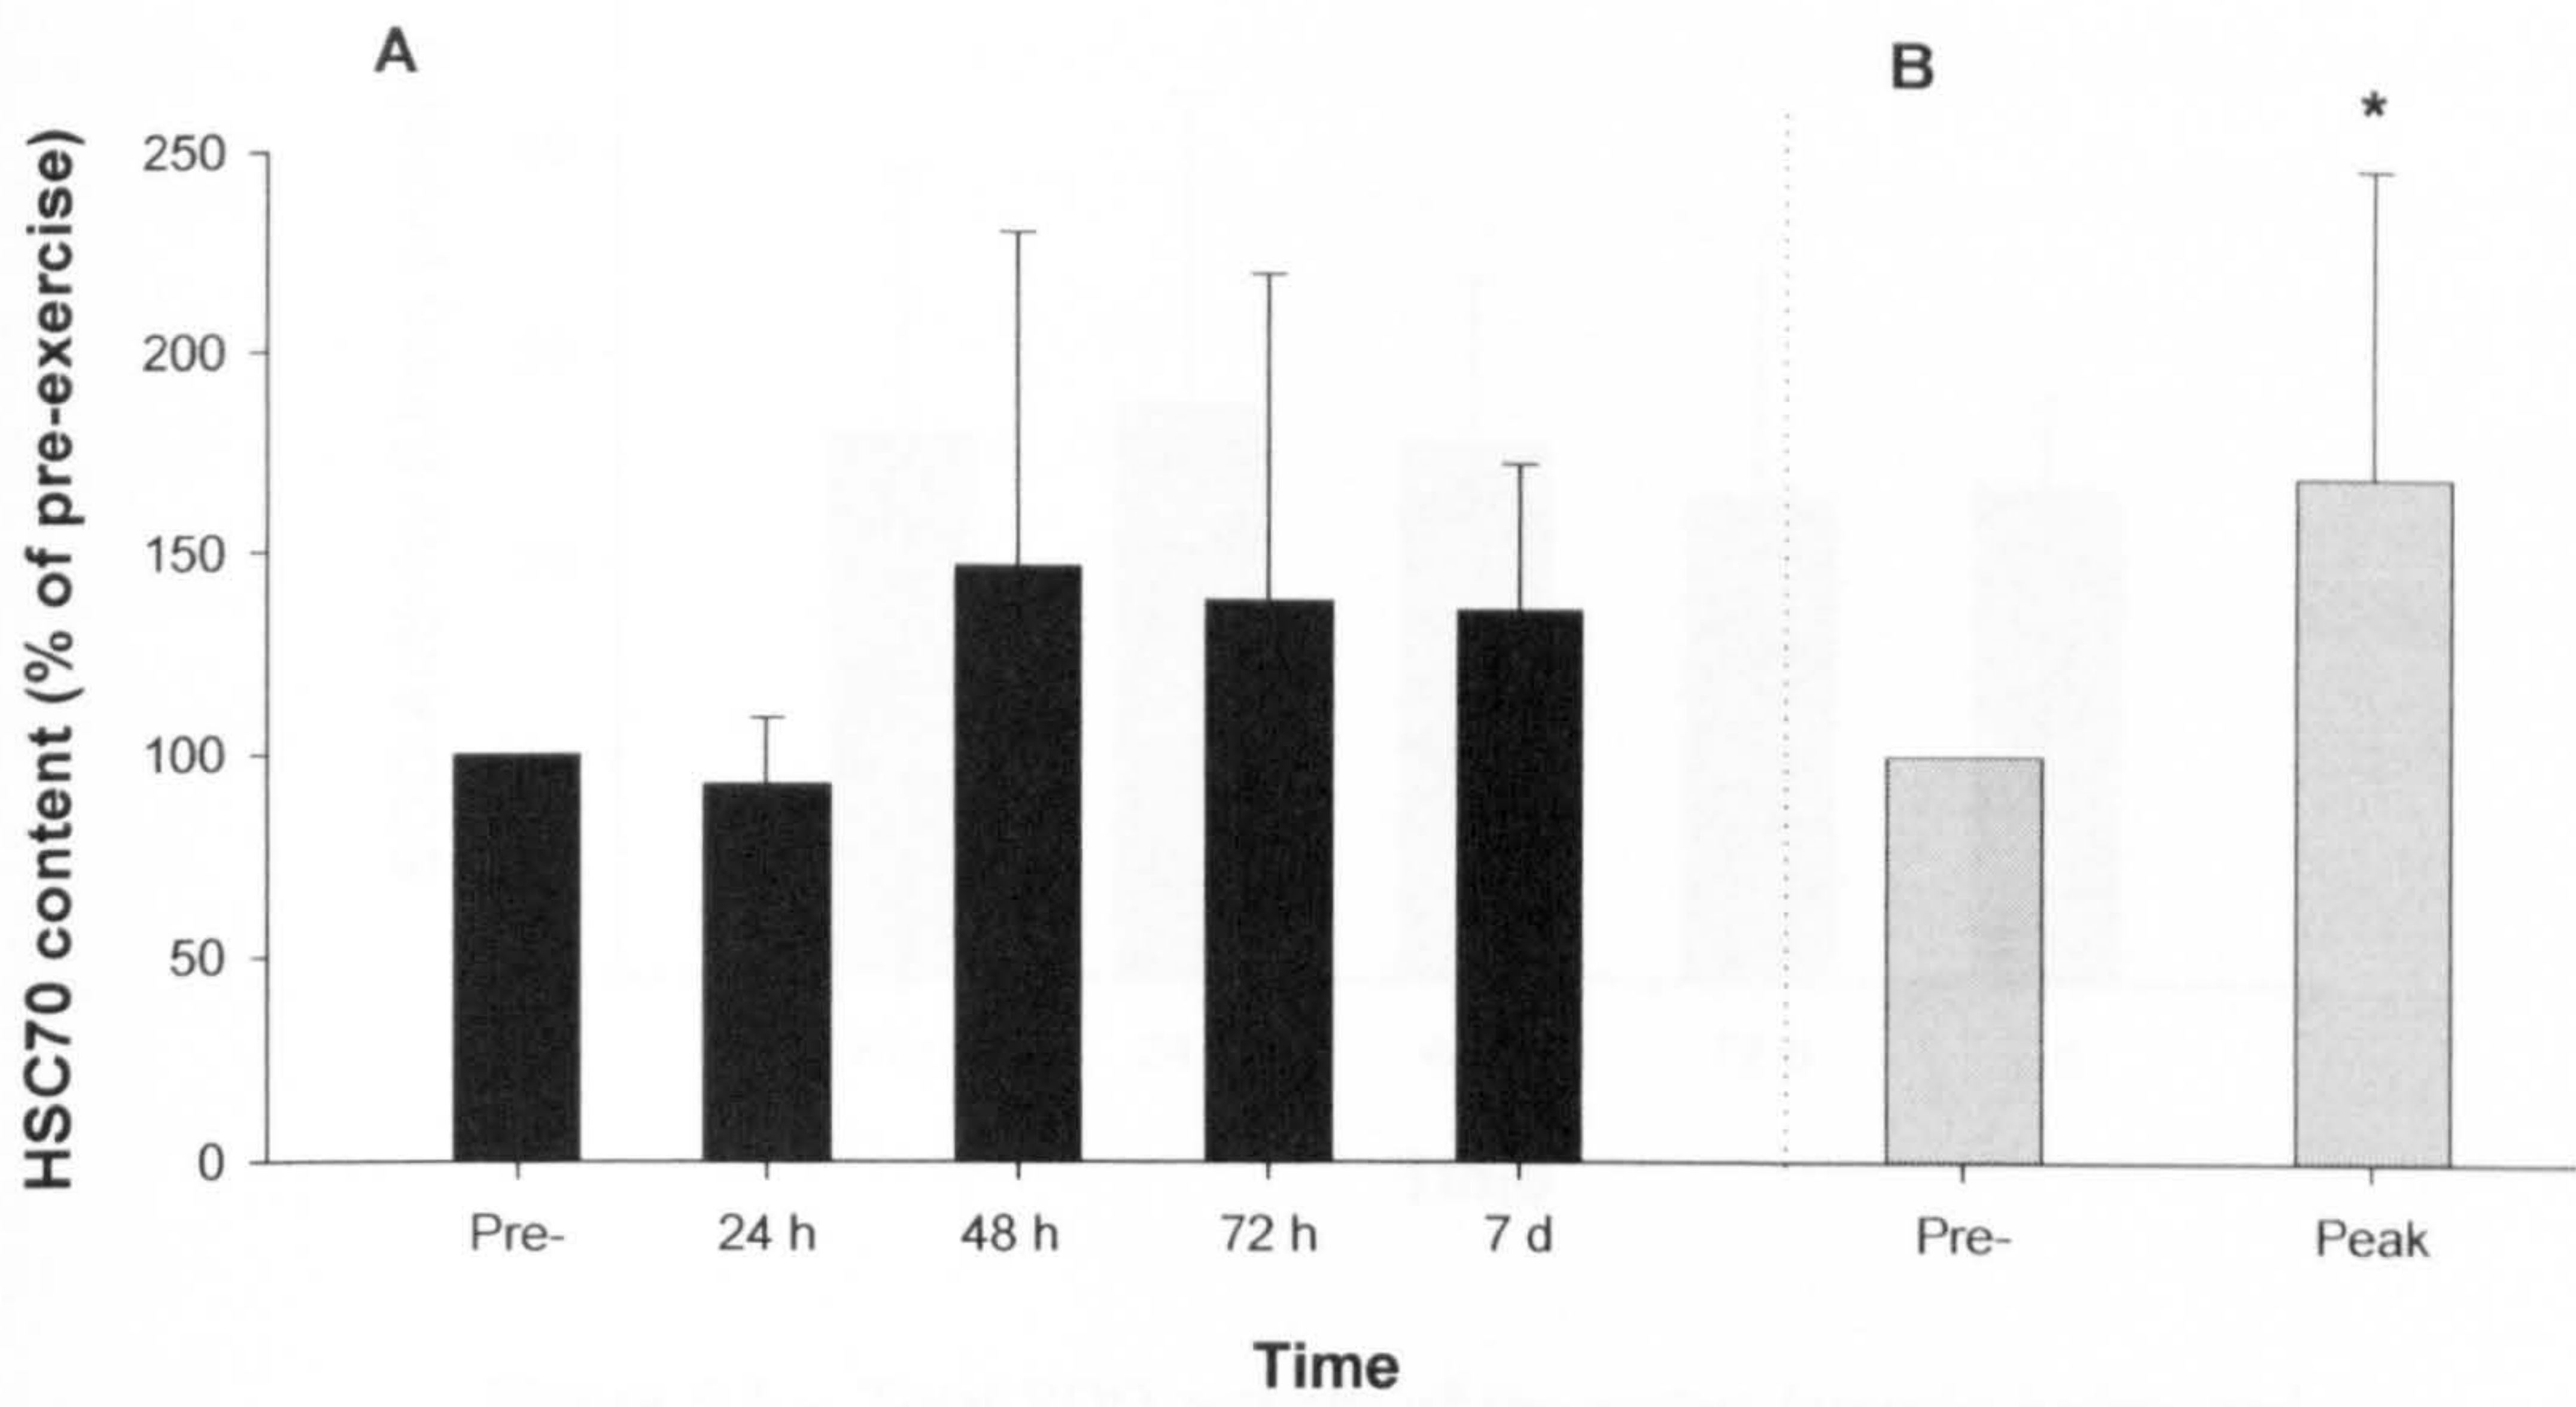 A
B
*
HSC70 content (% of pre-exercise)
250
200
150
100
50
0
Pre-
24 h
48 h
72 h
7 d
Pre-
Peak
Time